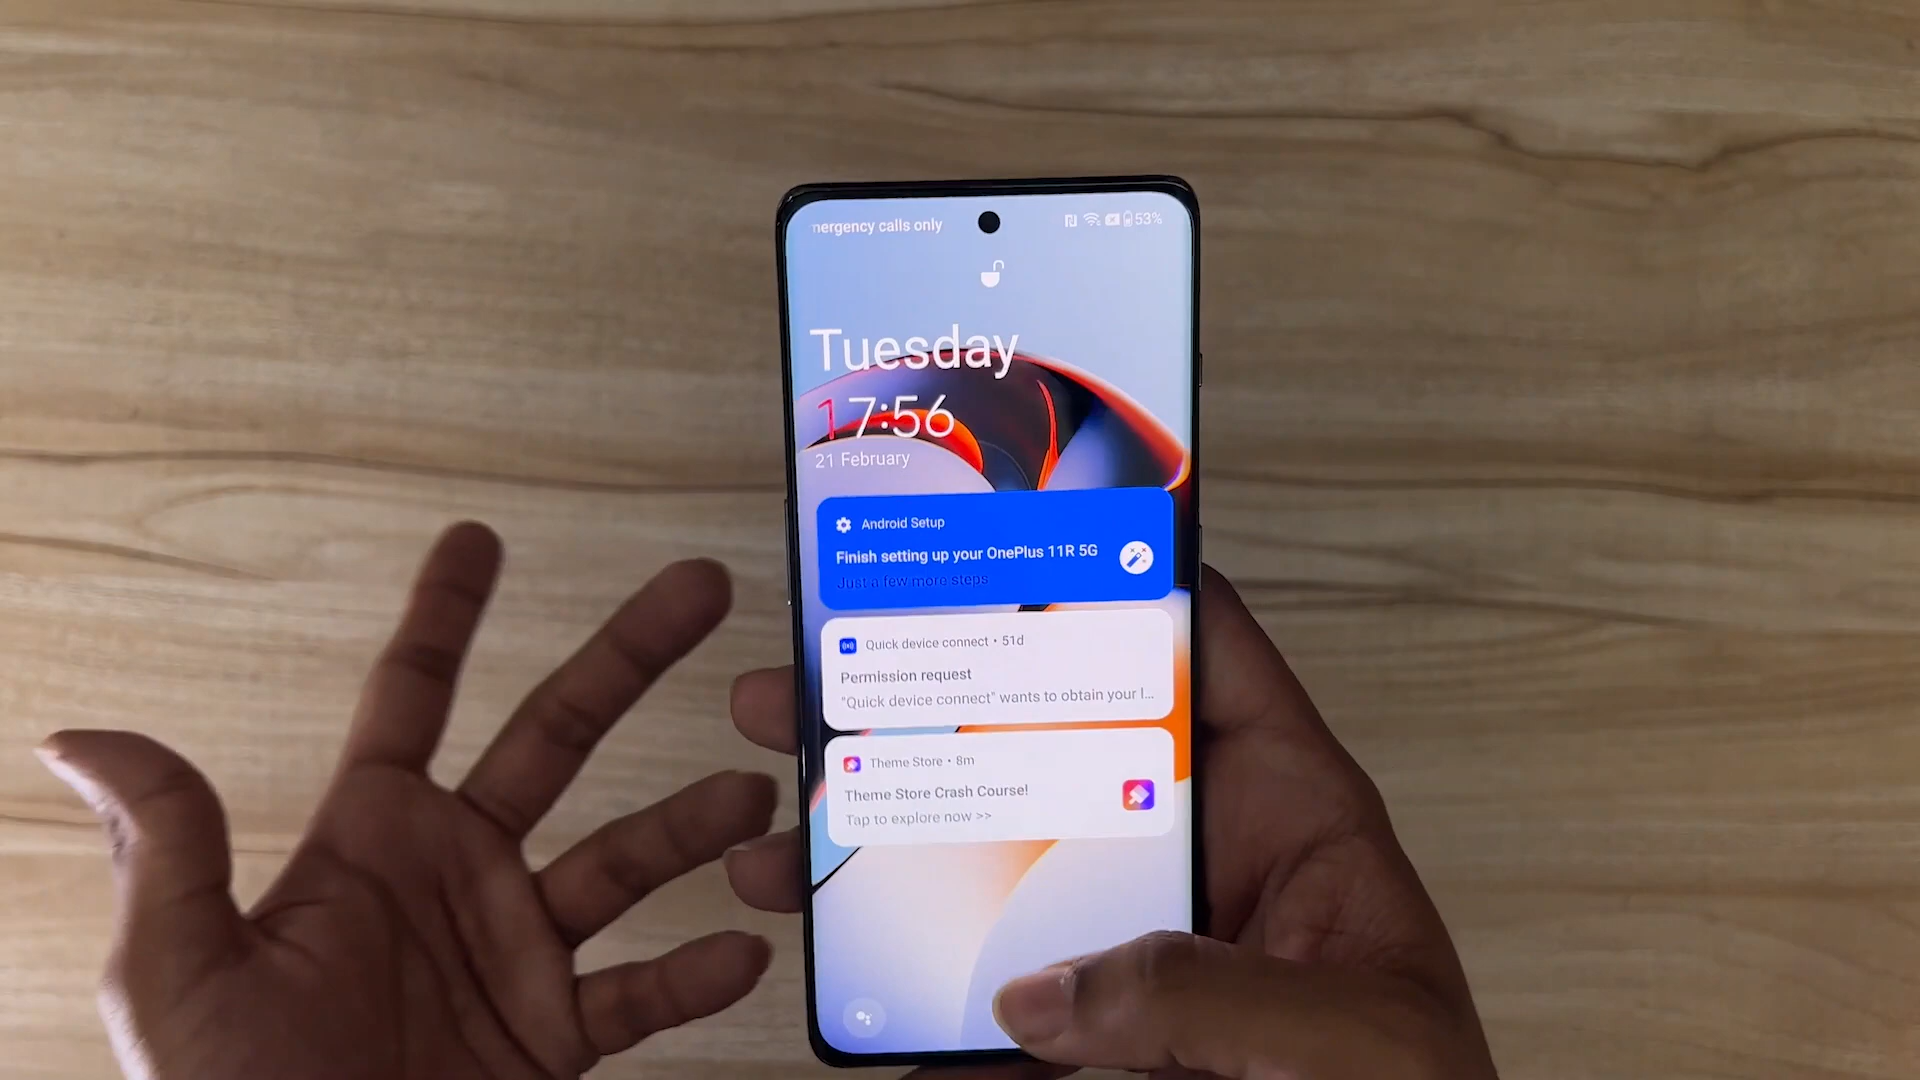 mergency calls only
53%
Tuesday
17:56
21 February
Android Setup
Finish setting up your OnePlus 11R 5G
Just a few more steps
Quick device connect • 51d
Permission request
"Quick device connect" wants to obtain your l...
Theme Store • 8m
Theme Store Crash Course!
Tap to explore now >>